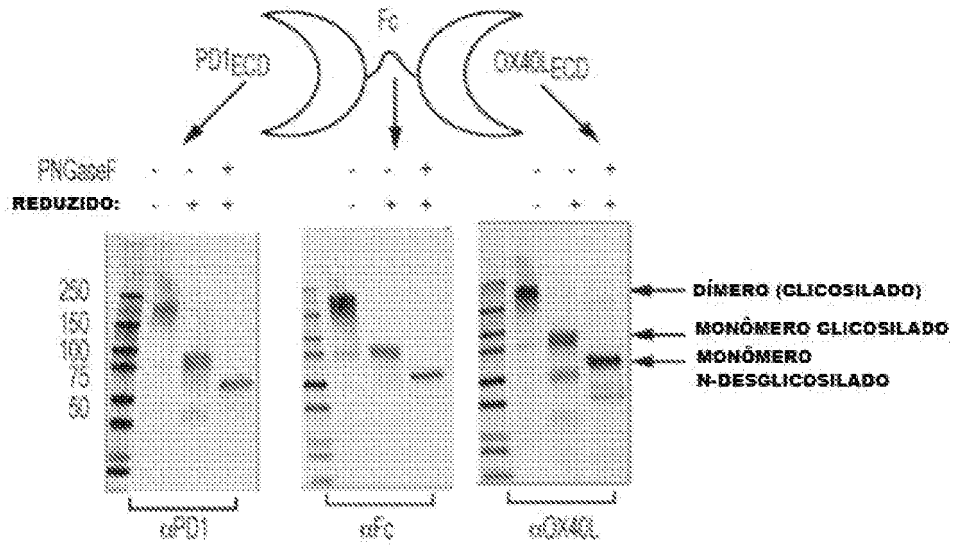 Fc
PD1ECD
OX40LECD
PNGaseF - - + - - + - - +
REDUZIDO: - + + - + + - + +
250
150
100
75
50
DÍMERO (GLICOSILADO)
MONÔMERO GLICOSILADO
MONÔMERO
N-DESGLICOSILADO
αPD1 αFc αOX40L